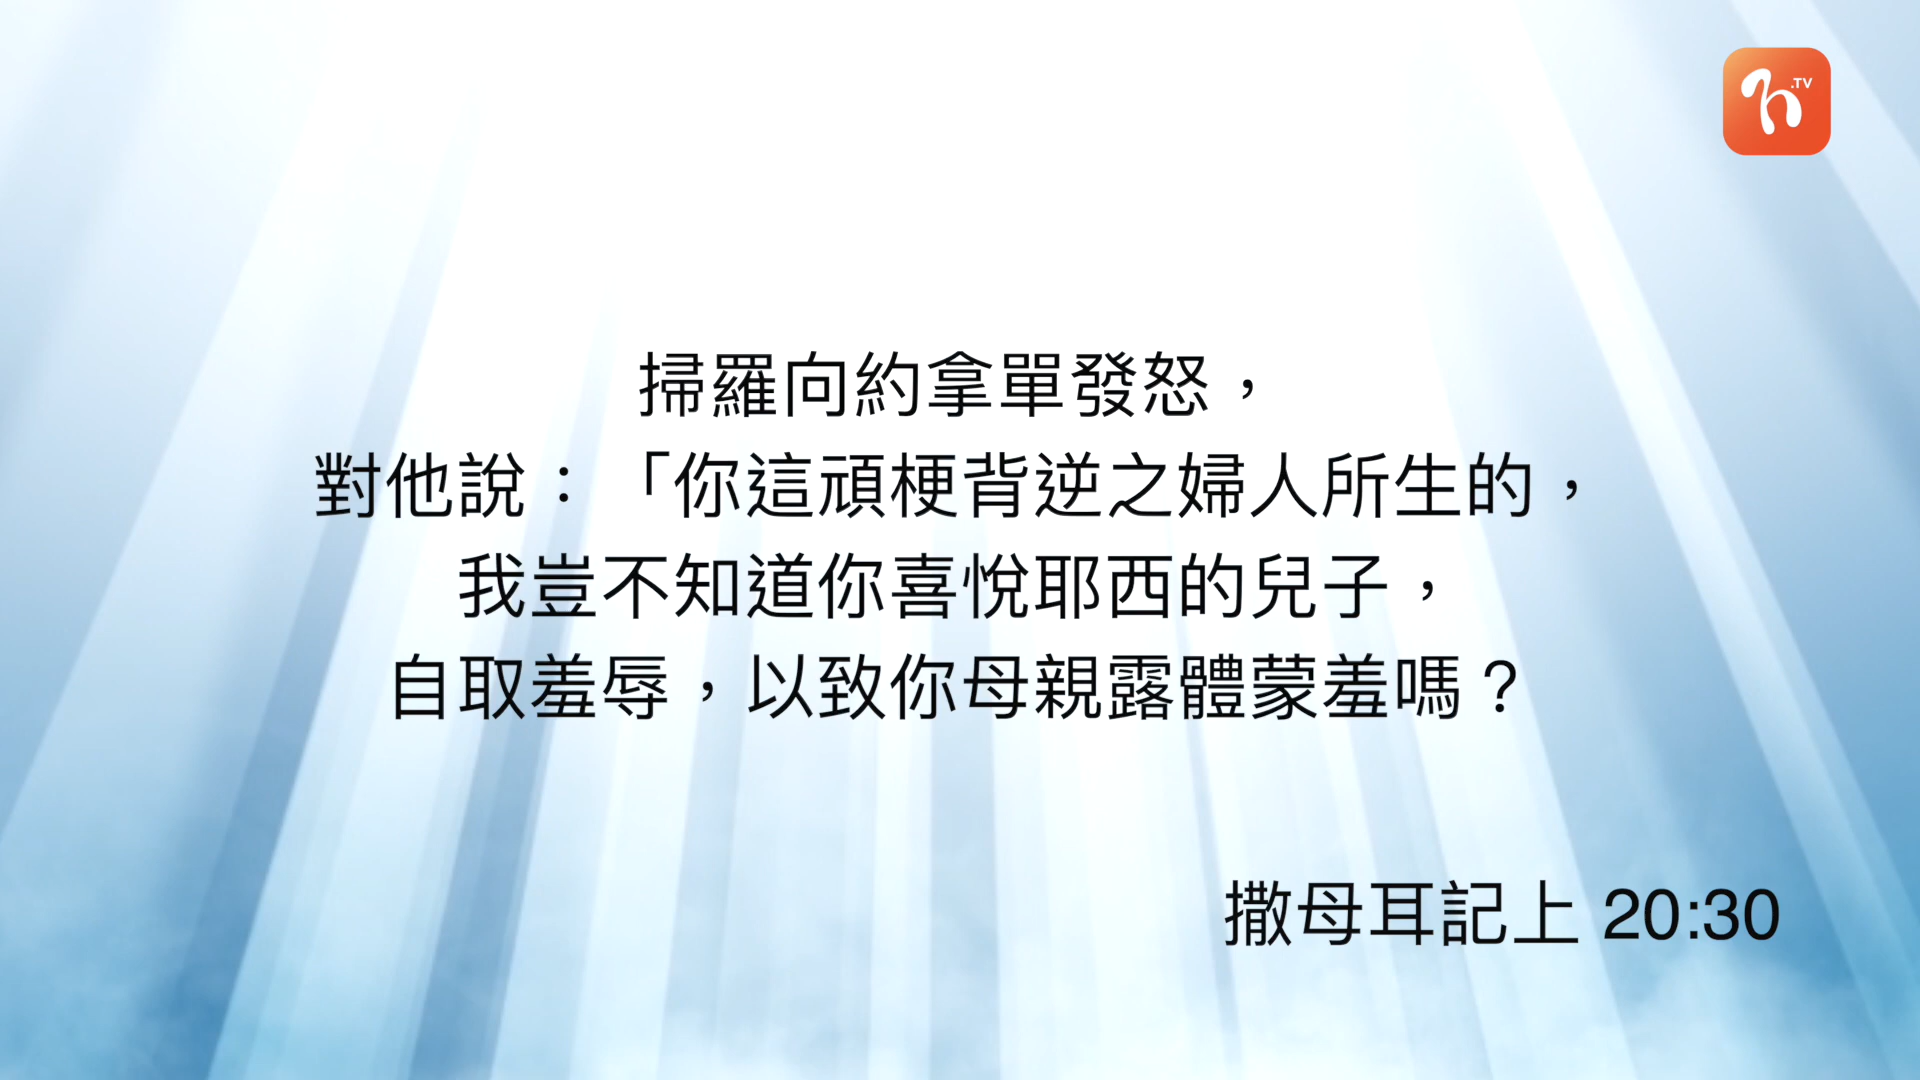 .TV
掃羅向約拿單發怒，
對他說：「你這頑梗背逆之婦人所生的，
我豈不知道你喜悅耶西的兒子，
自取羞辱，以致你母親露體蒙羞嗎？
撒母耳記上 20:30